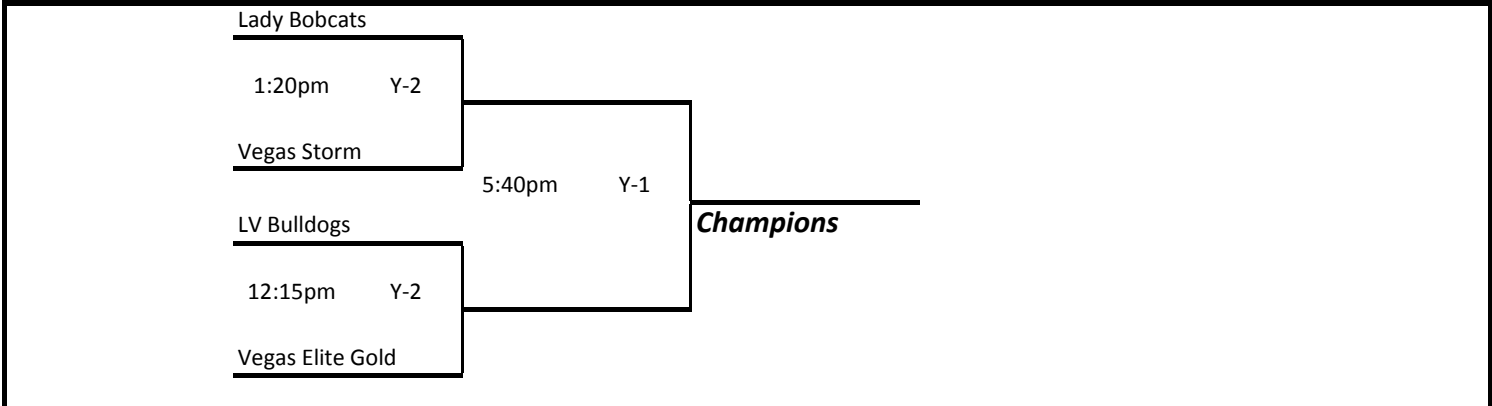 Lady Bobcats
1:20pm Y-2
Vegas Storm
5:40pm Y-1
LV Bulldogs
Champions
12:15pm Y-2
Vegas Elite Gold